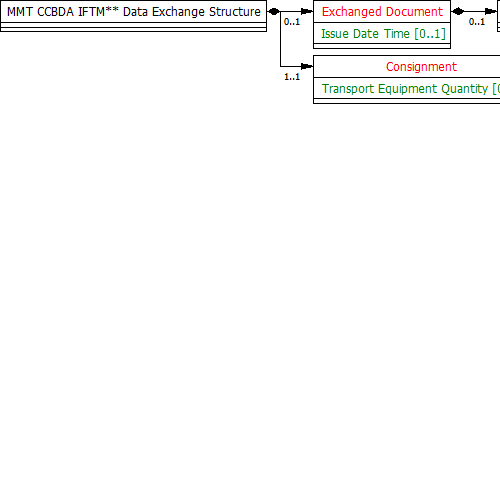 MMT CCBDA IFTM** Data Exchange Structure
0..1
Exchanged Document
0..1
Issue Date Time [0..1]
Consignment
1..1
Transport Equipment Quantity [0